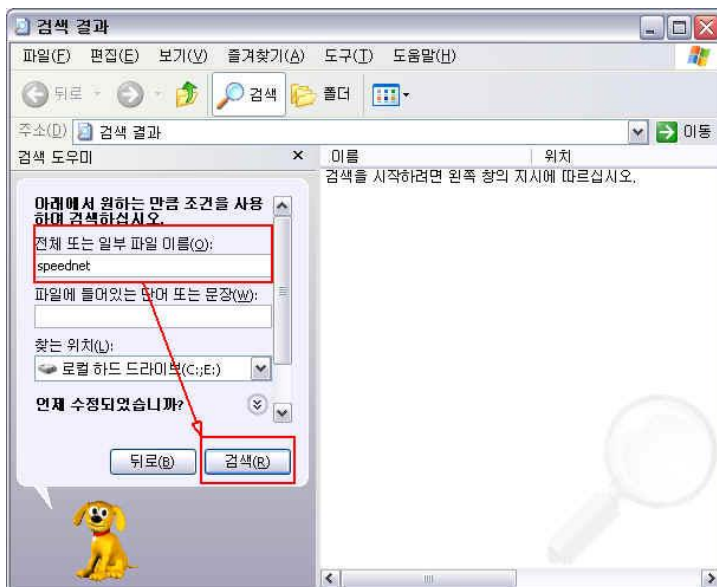 검색 결과
파일(F) 편집(E) 보기(V) 즐겨찾기(A) 도구(T) 도움말(H)
뒤로 검색 폴더
주소(D) 검색 결과 이동
검색 도우미
이름 위치
검색을 시작하려면 왼쪽 창의 지시에 따르십시오.
아래에서 원하는 만큼 조건을 사용
하여 검색하십시오.
전체 또는 일부 파일 이름(O):
speednet
파일에 들어있는 단어 또는 문장(W):
찾는 위치(L):
로컬 하드 드라이브(C:;E:)
언제 수정되었습니까?
뒤로(B) 검색(R)